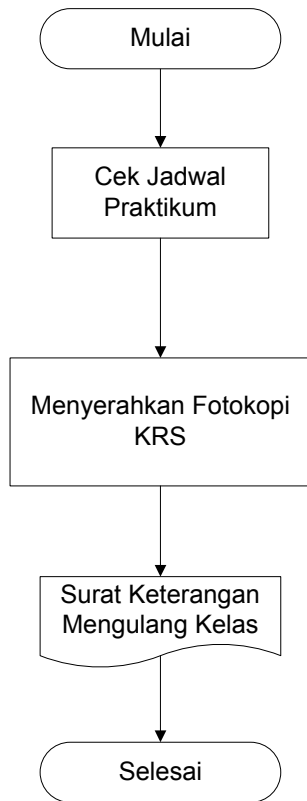 Mulai
Cek Jadwal
Praktikum
Menyerahkan Fotokopi
KRS
Surat Keterangan
Mengulang Kelas
Selesai